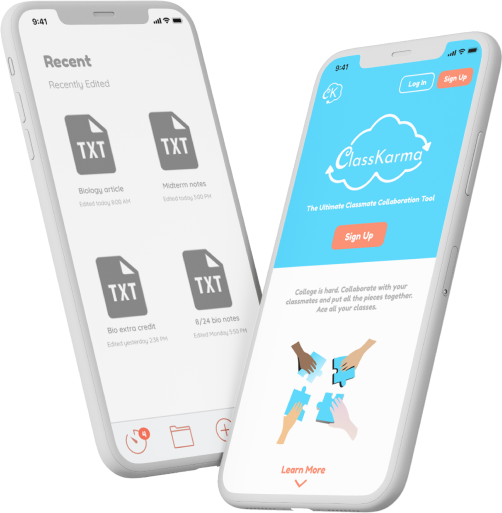 9:41
Recent
Recently Edited
TXT
TXT
Biology article
Midterm notes
Edited today 8:00 AM
Edited today 3:00 PM
TXT
TXT
Bio extra credit
8/24 bio notes
Edited yesterday 2:36 PM
Edited Monday 5:50 PM
9:41
CK
Log In
Sign Up
ClassKarma
The Ultimate Classmate Collaboration Tool
Sign Up
College is hard. Collaborate with your
classmates and put all the pieces together.
Ace all your classes.
Learn More